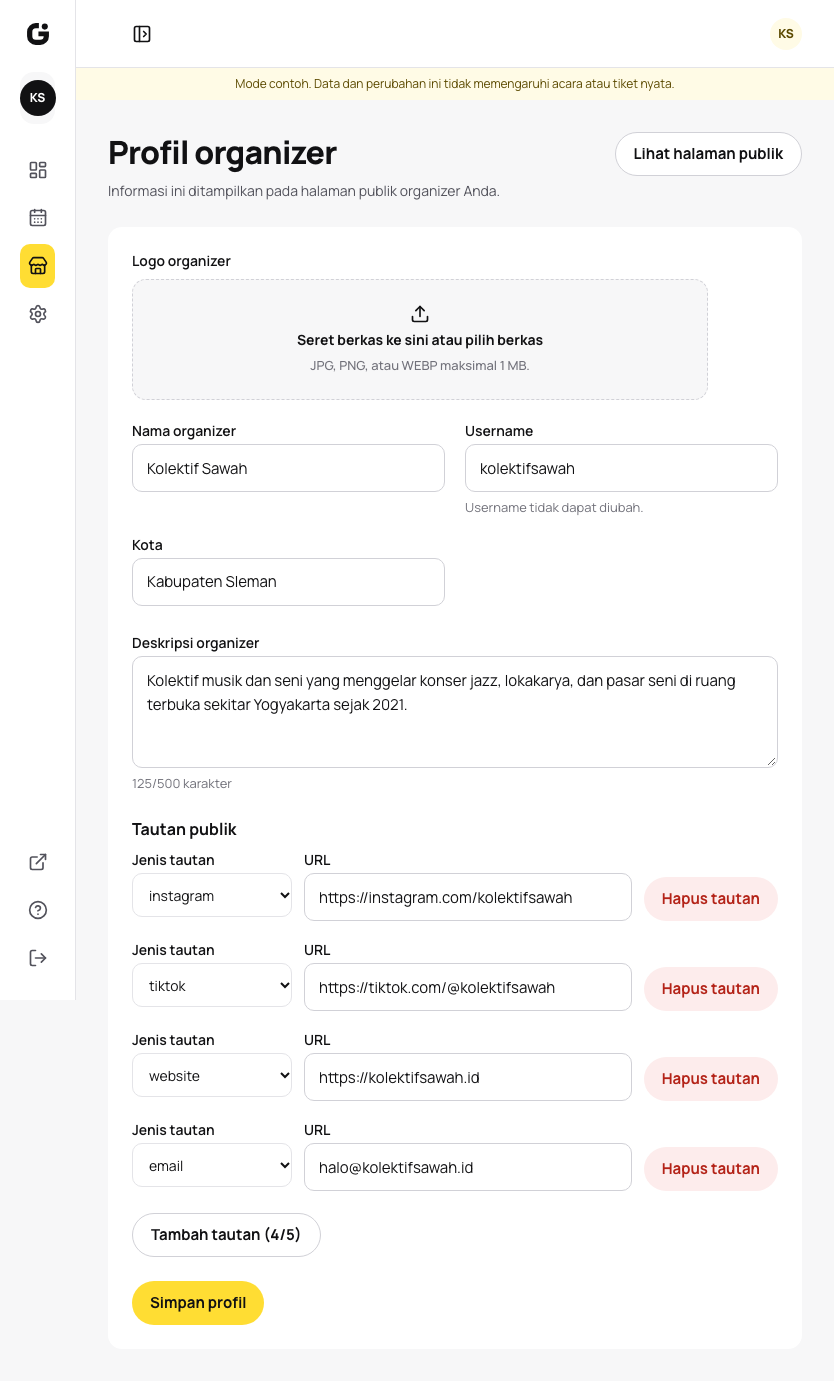 G
KS
KS
Mode contoh. Data dan perubahan ini tidak memengaruhi acara atau tiket nyata.
Profil organizer
Lihat halaman publik
Informasi ini ditampilkan pada halaman publik organizer Anda.
Logo organizer
Seret berkas ke sini atau pilih berkas
JPG, PNG, atau WEBP maksimal 1 MB.
Nama organizer
Username
Kolektif Sawah
kolektifsawah
Username tidak dapat diubah.
Kota
Kabupaten Sleman
Deskripsi organizer
Kolektif musik dan seni yang menggelar konser jazz, lokakarya, dan pasar seni di ruang
terbuka sekitar Yogyakarta sejak 2021.
125/500 karakter
Tautan publik
Jenis tautan
URL
instagram
https://instagram.com/kolektifsawah
Hapus tautan
Jenis tautan
URL
tiktok
https://tiktok.com/@kolektifsawah
Hapus tautan
Jenis tautan
URL
website
https://kolektifsawah.id
Hapus tautan
Jenis tautan
URL
email
halo@kolektifsawah.id
Hapus tautan
Tambah tautan (4/5)
Simpan profil